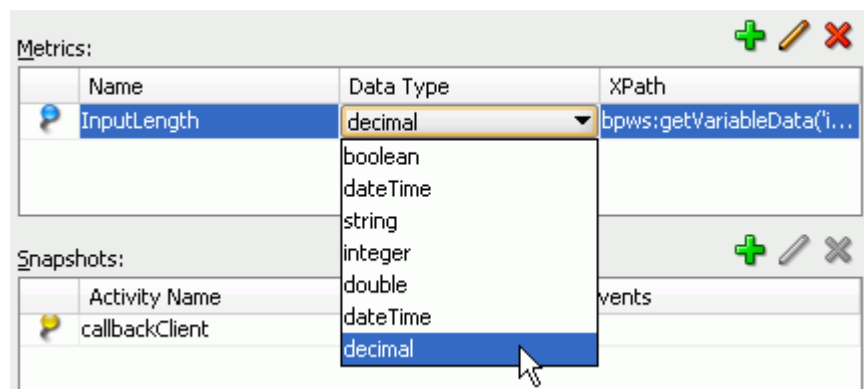 Metrics:
Name Data Type XPath
InputLength decimal bpws:getVariableData('i...
boolean
dateTime
string
integer
double
dateTime
decimal
Snapshots:
Activity Name vents
callbackClient